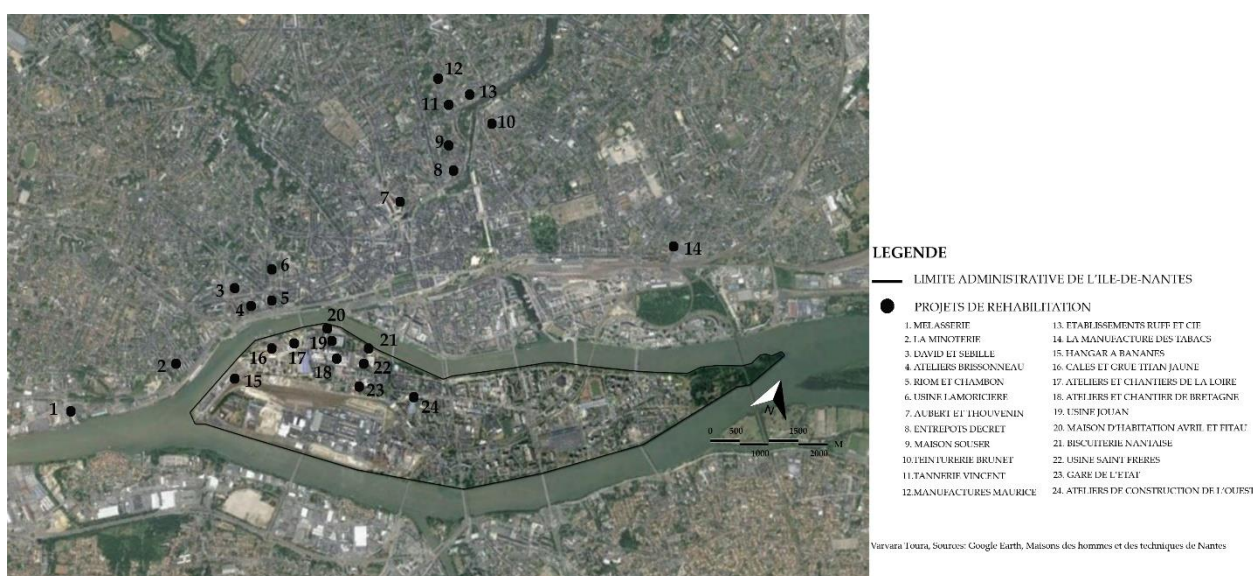 12
13
11
10
9
8
7
14
6
3
5
4
20
19
21
16
17
18
22
2
15
23
24
1
N
0 500 1500
1000 2000 M
LEGENDE
LIMITE ADMINISTRATIVE DE L'ILE-DE-NANTES
PROJETS DE REHABILITATION
1. MELASSERIE
2. LA MINOTERIE
3. DAVID ET SEBILLE
4. ATELIERS BRISSONNEAU
5. RIOM ET CHAMBON
6. USINE LAMORICIERE
7. AUBERT ET THOUVENIN
8. ENTREPOTS DECRET
9. MAISON SOUSER
10. TEINTURERIE BRUNET
11. TANNERIE VINCENT
12. MANUFACTURES MAURICE
13. ETABLISSEMENTS RUFF ET CIE
14. LA MANUFACTURE DES TABACS
15. HANGAR A BANANES
16. CALES ET GRUE TITAN JAUNE
17. ATELIERS ET CHANTIERS DE LA LOIRE
18. ATELIERS ET CHANTIER DE BRETAGNE
19. USINE JOUAN
20. MAISON D'HABITATION AVRIL ET FITAU
21. BISCUITERIE NANTAISE
22. USINE SAINT FRERES
23. GARE DE L'ETAT
24. ATELIERS DE CONSTRUCTION DE L'OUEST
Varvara Toura, Sources: Google Earth, Maisons des hommes et des techniques de Nantes